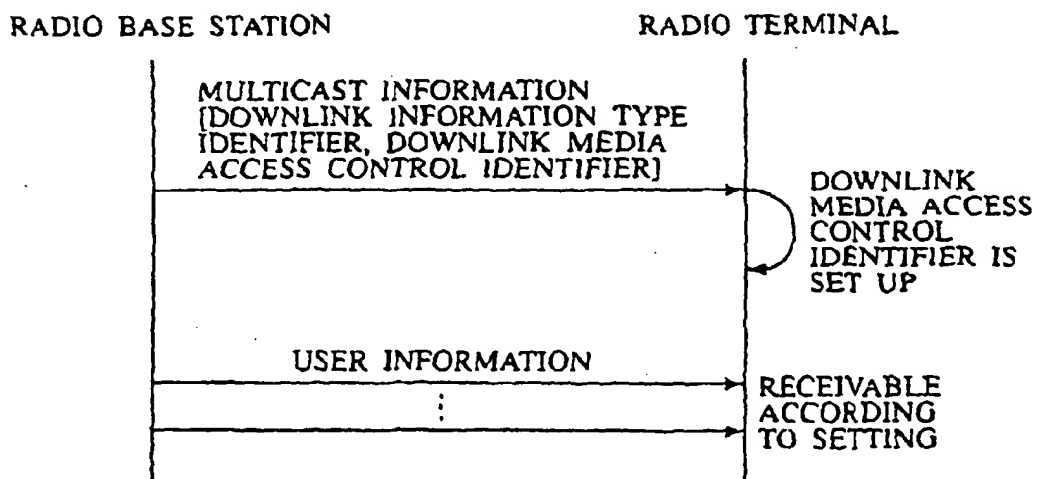 RADIO BASE STATION
RADIO TERMINAL
MULTICAST INFORMATION
[DOWNLINK INFORMATION TYPE
IDENTIFIER, DOWNLINK MEDIA
ACCESS CONTROL IDENTIFIER]
DOWNLINK
MEDIA ACCESS
CONTROL
IDENTIFIER IS
SET UP
USER INFORMATION
RECEIVABLE
ACCORDING
TO SETTING